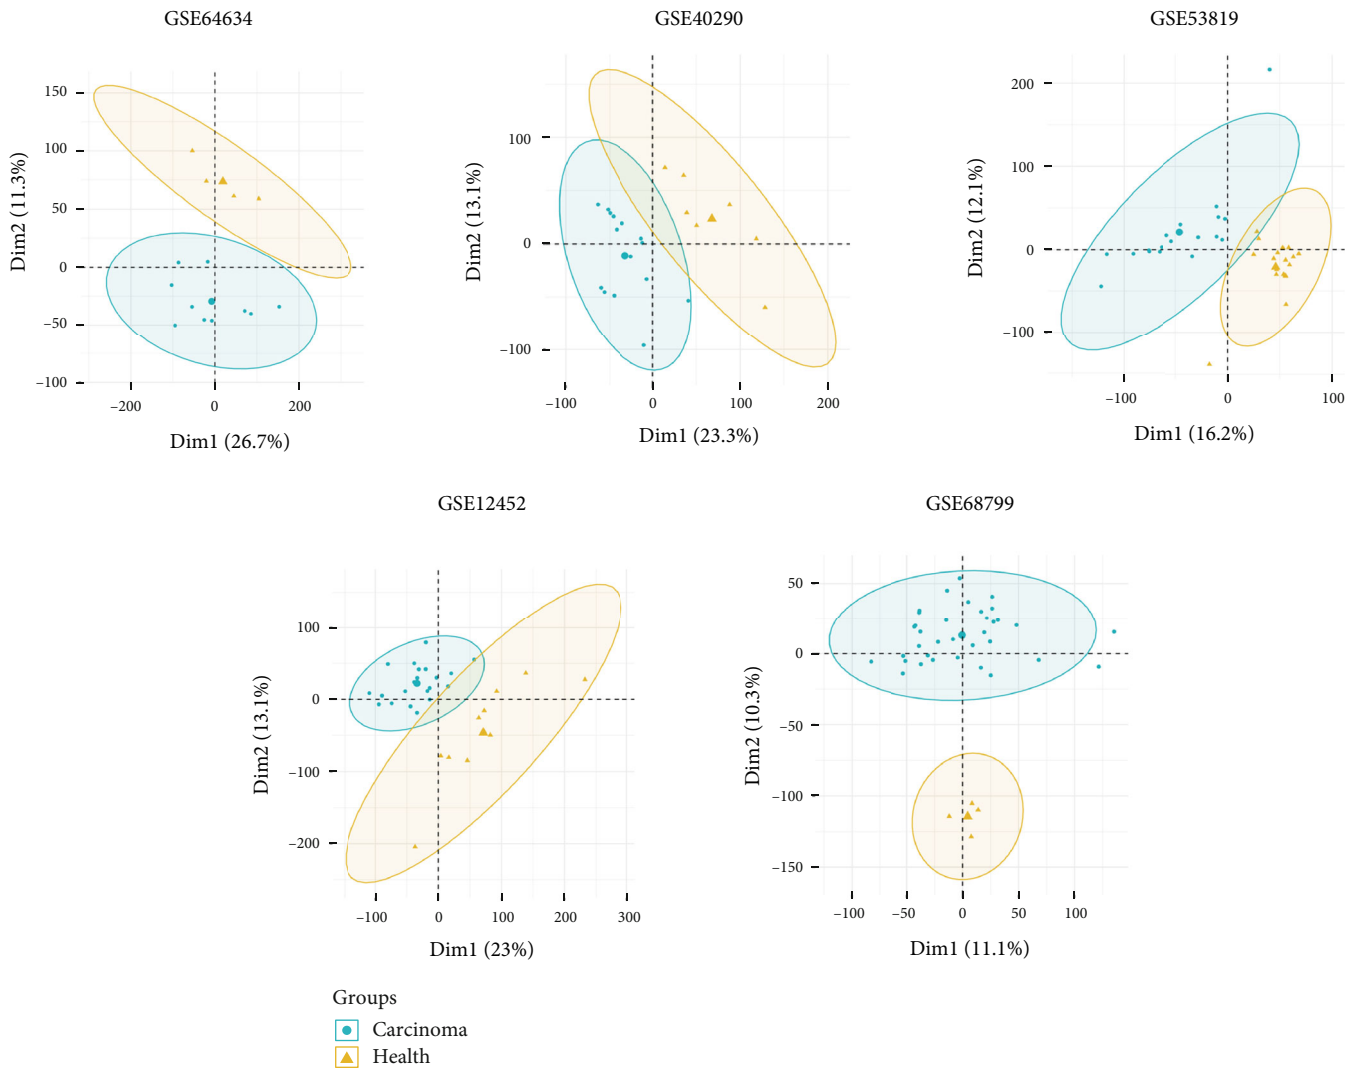 GSE64634
GSE40290
GSE53819
Dim2 (11.3%)
150
100
50
0
−50
−100
−200
0
200
Dim1 (26.7%)
Dim2 (13.1%)
100
0
−100
−100
0
100
200
Dim1 (23.3%)
Dim2 (12.1%)
200
100
0
−100
−100
0
100
Dim1 (16.2%)
GSE12452
GSE68799
Dim2 (13.1%)
100
0
−100
−200
−100
0
100
200
300
Dim1 (23%)
Dim2 (10.3%)
50
0
−50
−100
−150
−100
−50
0
50
100
Dim1 (11.1%)
Groups
Carcinoma
Health